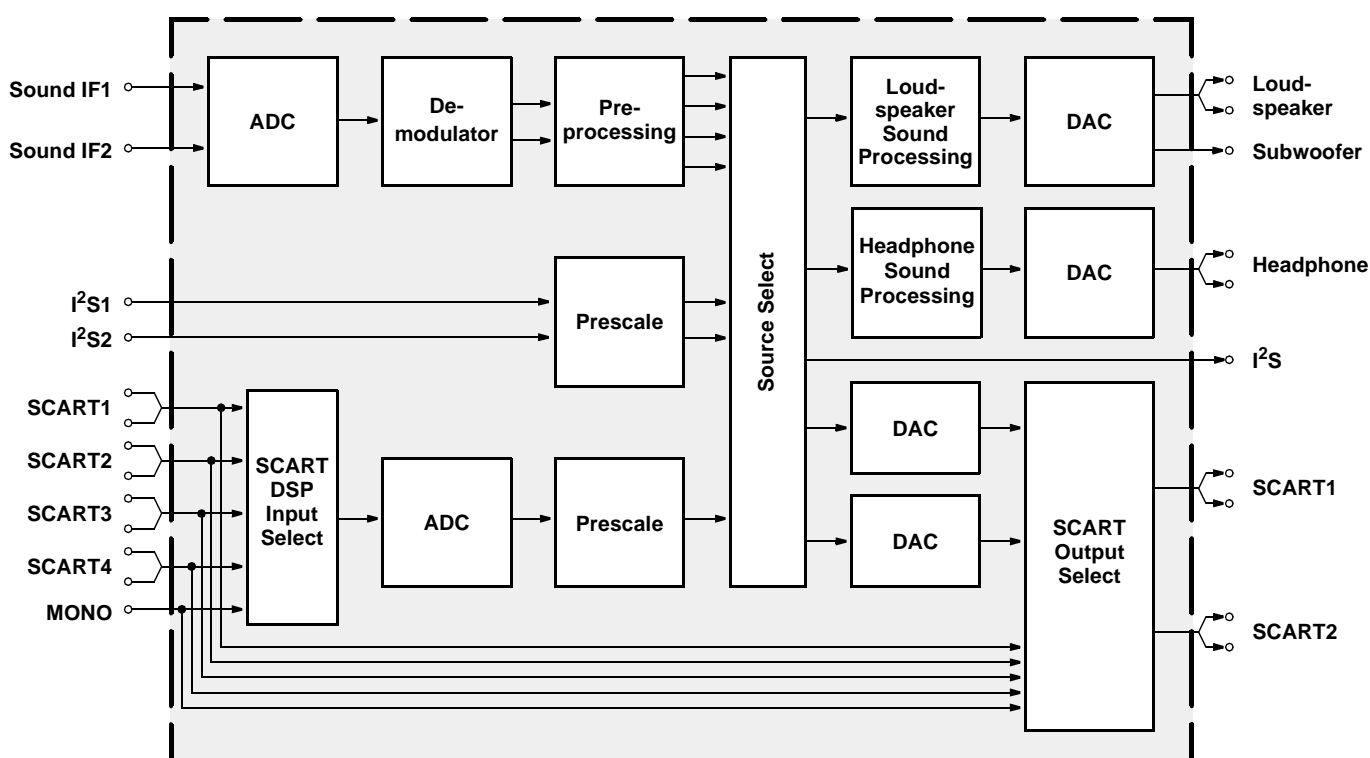 Sound IF1
Sound IF2
ADC
De-
modulator
Pre-
processing
Loud-
speaker
Sound
Processing
DAC
Loud-
speaker
Subwoofer
Headphone
Sound
Processing
DAC
Headphone
I²S1
I²S2
Prescale
Source Select
I²S
SCART1
SCART2
SCART3
SCART4
MONO
SCART
DSP
Input
Select
ADC
Prescale
DAC
DAC
SCART
Output
Select
SCART1
SCART2